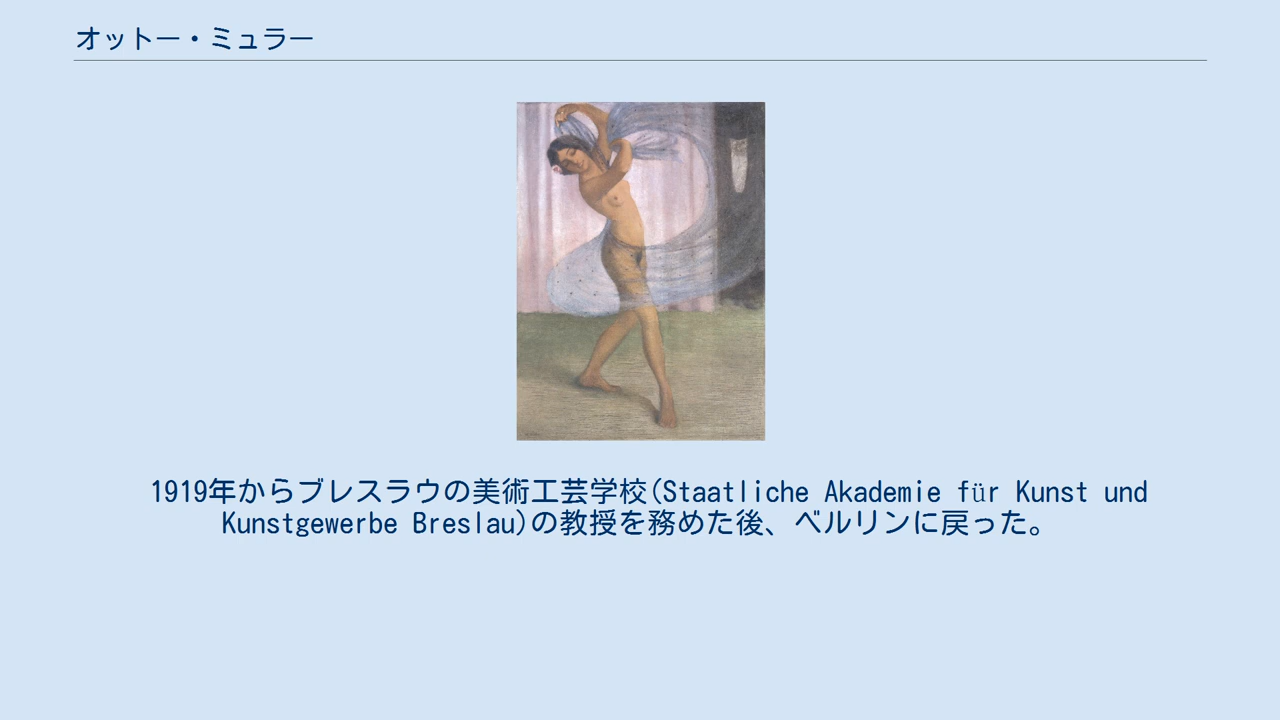 オットー・ミュラー
1919年からブレスラウの美術工芸学校(Staatliche Akademie für Kunst und
Kunstgewerbe Breslau)の教授を務めた後、ベルリンに戻った。